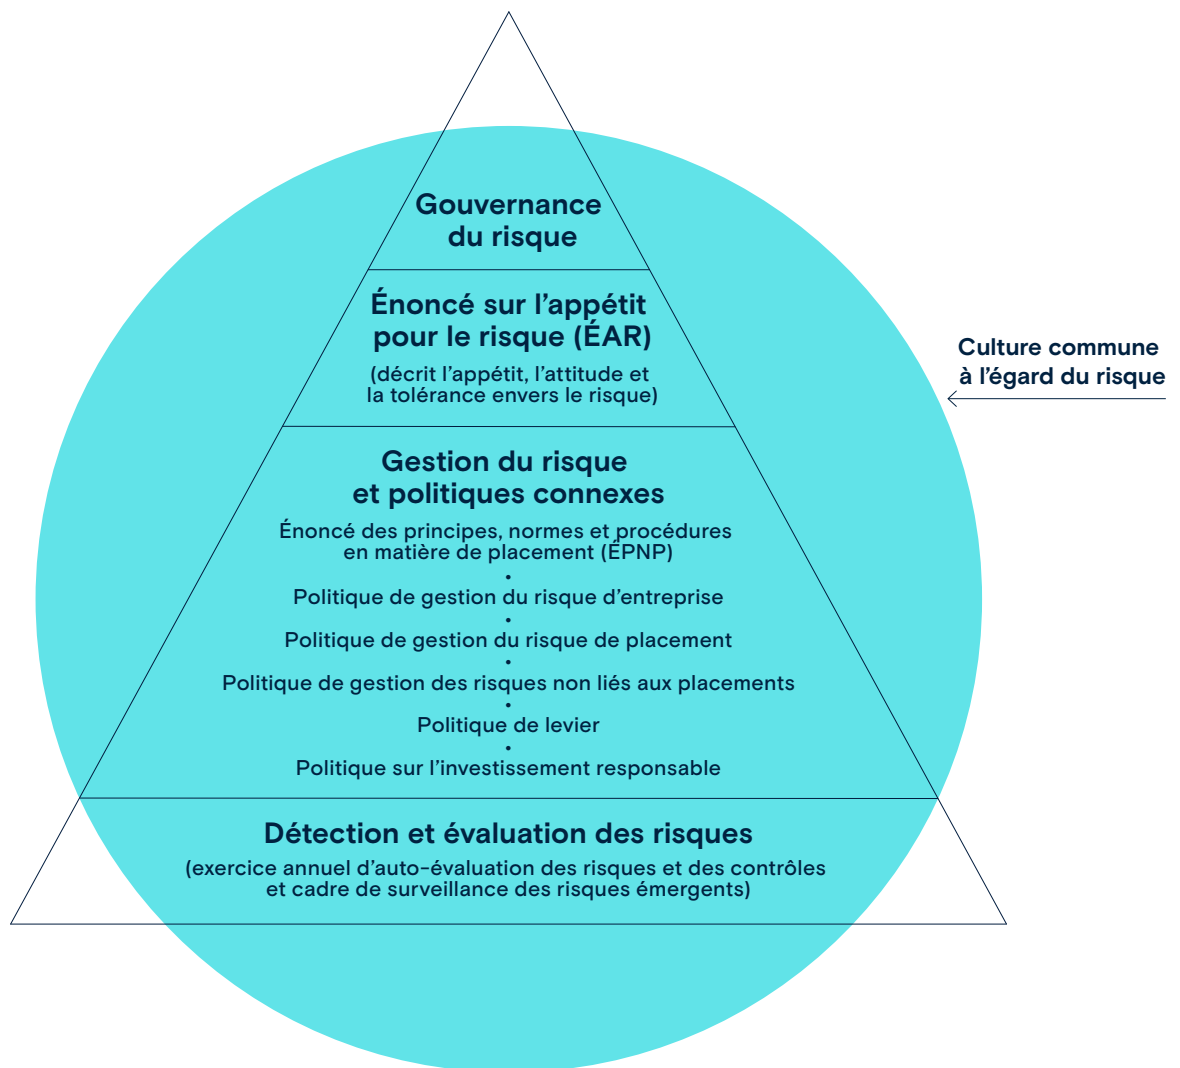 Gouvernance
du risque
Énoncé sur l’appétit
pour le risque (ÉAR)
(décrit l’appétit, l’attitude et
la tolérance envers le risque)
Culture commune
à l’égard du risque
Gestion du risque
et politiques connexes
Énoncé des principes, normes et procédures
en matière de placement (ÉPNP)
•
Politique de gestion du risque d’entreprise
•
Politique de gestion du risque de placement
•
Politique de gestion des risques non liés aux placements
•
Politique de levier
•
Politique sur l’investissement responsable
Détection et évaluation des risques
(exercice annuel d’auto-évaluation des risques et des contrôles
et cadre de surveillance des risques émergents)